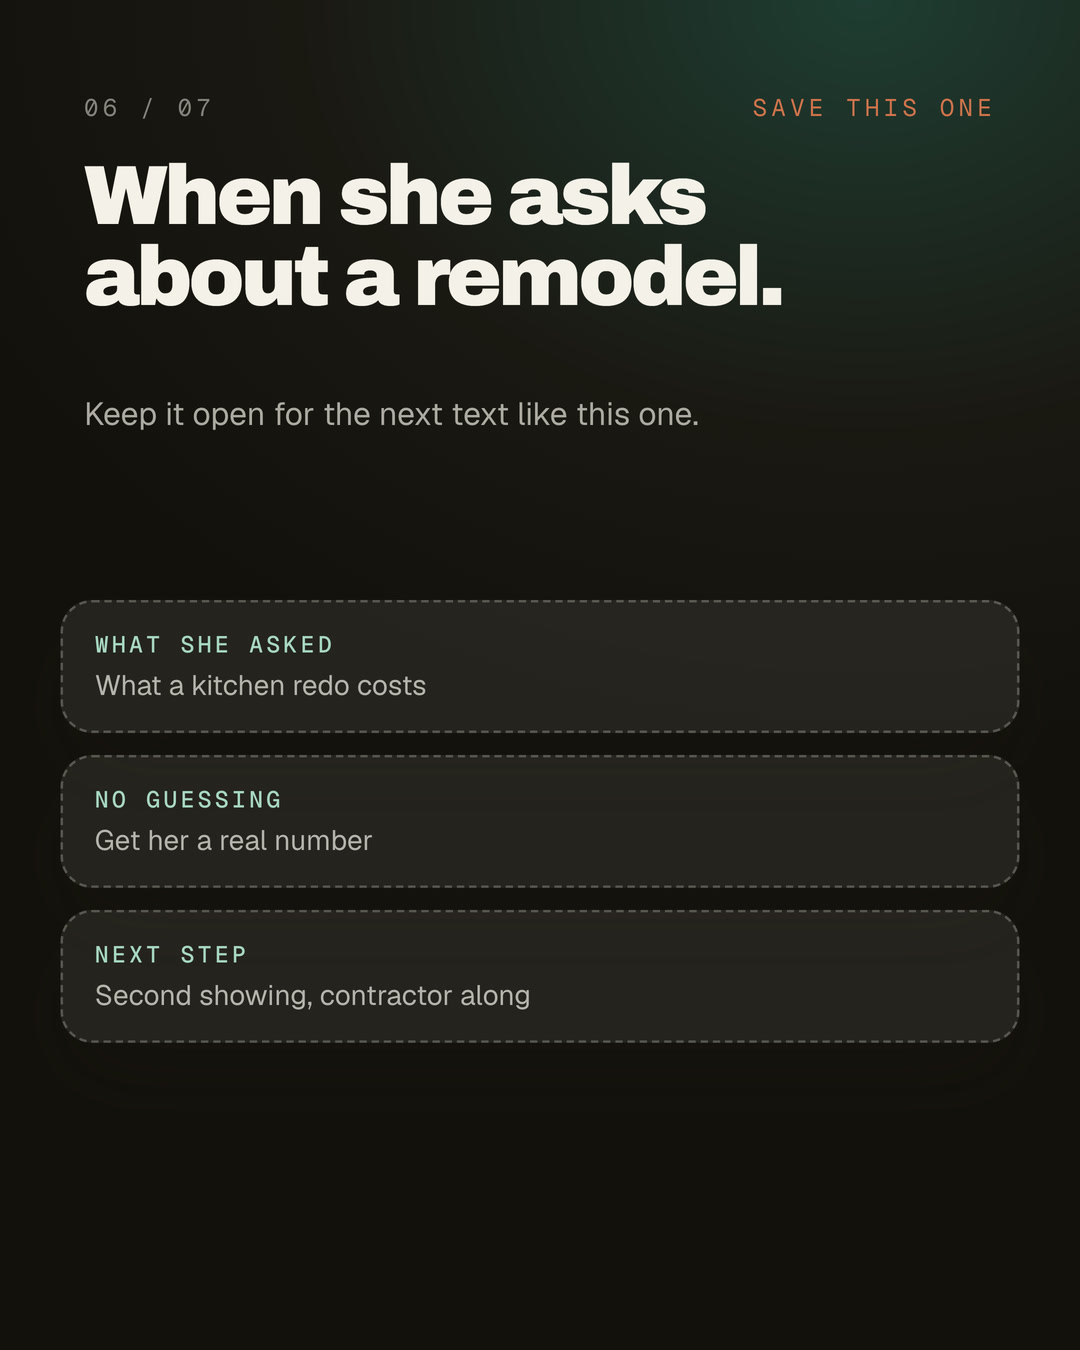 06 / 07
SAVE THIS ONE
When she asks
about a remodel.
Keep it open for the next text like this one.
WHAT SHE ASKED
What a kitchen redo costs
NO GUESSING
Get her a real number
NEXT STEP
Second showing, contractor along